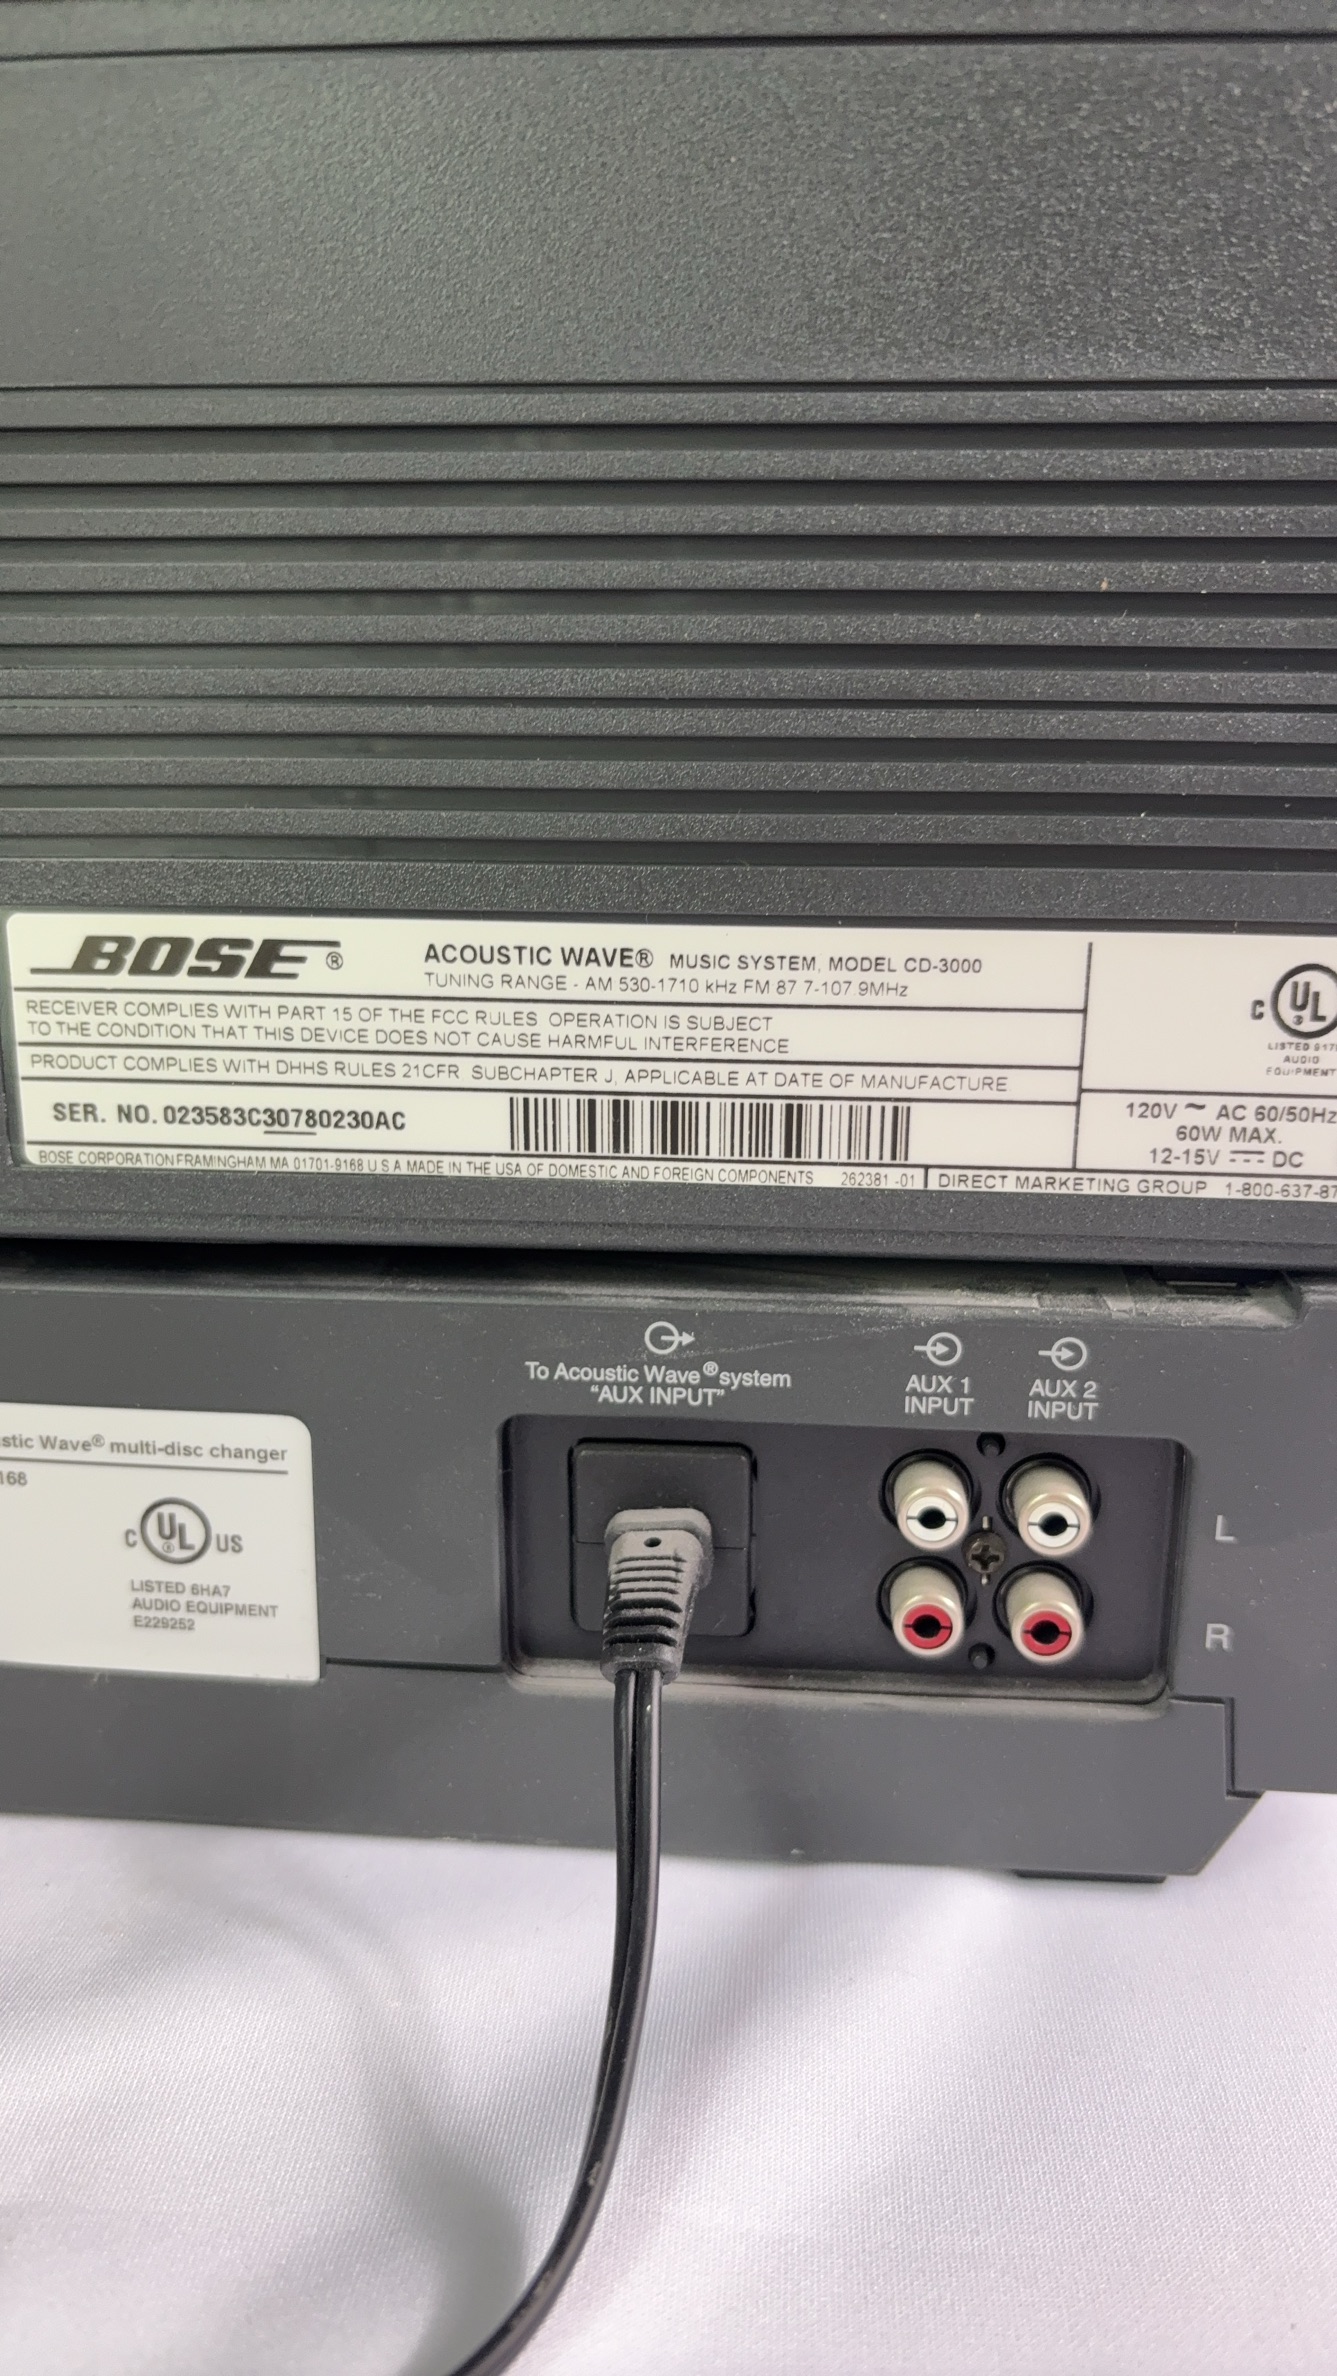 BOSE®
ACOUSTIC WAVE® MUSIC SYSTEM, MODEL CD-3000
TUNING RANGE - AM 530-1710 kHz FM 87 7-107 9MHz
RECEIVER COMPLIES WITH PART 15 OF THE FCC RULES OPERATION IS SUBJECT
TO THE CONDITION THAT THIS DEVICE DOES NOT CAUSE HARMFUL INTERFERENCE
PRODUCT COMPLIES WITH DHHS RULES 21CFR SUBCHAPTER J, APPLICABLE AT DATE OF MANUFACTURE
SER. NO. 023583C30780230AC
BOSE CORPORATION FRAMINGHAM MA 01701-9168 U S A MADE IN THE USA OF DOMESTIC AND FOREIGN COMPONENTS 262381 -01
C UL ®
LISTED 917
AUDIO
EQUIPMENT
120V ~ AC 60/50Hz
60W MAX.
12-15V DC
DIRECT MARKETING GROUP 1-800-637-87
To Acoustic Wave® system
"AUX INPUT"
AUX 1
INPUT
AUX 2
INPUT
L
R
stic Wave® multi-disc changer
168
C UL ® US
LISTED 6HA7
AUDIO EQUIPMENT
E229252